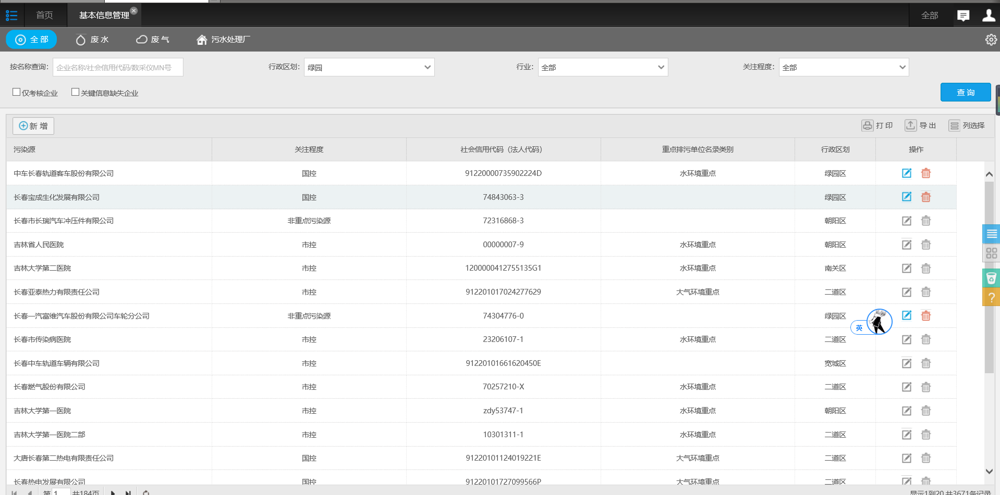 首页 基本信息管理 全部
全 部 废 水 废 气 污水处理厂
按名称查询: 企业名称/社会信用代码/数采仪MN号 行政区划: 绿园 行业: 全部 关注程度: 全部
仅考核企业 关键信息缺失企业 查 询
新 增 打 印 导 出 列选择
污染源 关注程度 社会信用代码（法人代码） 重点排污单位名录类别 行政区划 操作
中车长春轨道客车股份有限公司 国控 91220000735902224D 水环境重点 绿园区
长春宝成生化发展有限公司 国控 74843063-3 绿园区
长春市长瑞汽车冲压件有限公司 非重点污染源 72316868-3 朝阳区
吉林省人民医院 市控 00000007-9 水环境重点 朝阳区
吉林大学第二医院 市控 1200000412755135G1 水环境重点 南关区
长春亚泰热力有限责任公司 市控 912201017024277629 大气环境重点 二道区
长春一汽富维汽车股份有限公司车轮分公司 非重点污染源 74304776-0 绿园区
英
长春市传染病医院 市控 23206107-1 水环境重点 二道区
长春中车轨道车辆有限公司 市控 91220101661620450E 宽城区
长春燃气股份有限公司 市控 70257210-X 水环境重点 二道区
吉林大学第一医院 市控 zdy53747-1 水环境重点 朝阳区
吉林大学第一医院二部 市控 10301311-1 水环境重点 二道区
大唐长春第二热电有限责任公司 国控 91220101124019221E 大气环境重点 二道区
长春热电发展有限公司 国控 91220101727099566P 大气环境重点 二道区
第 1 共184页 显示1到20,共3671条记录